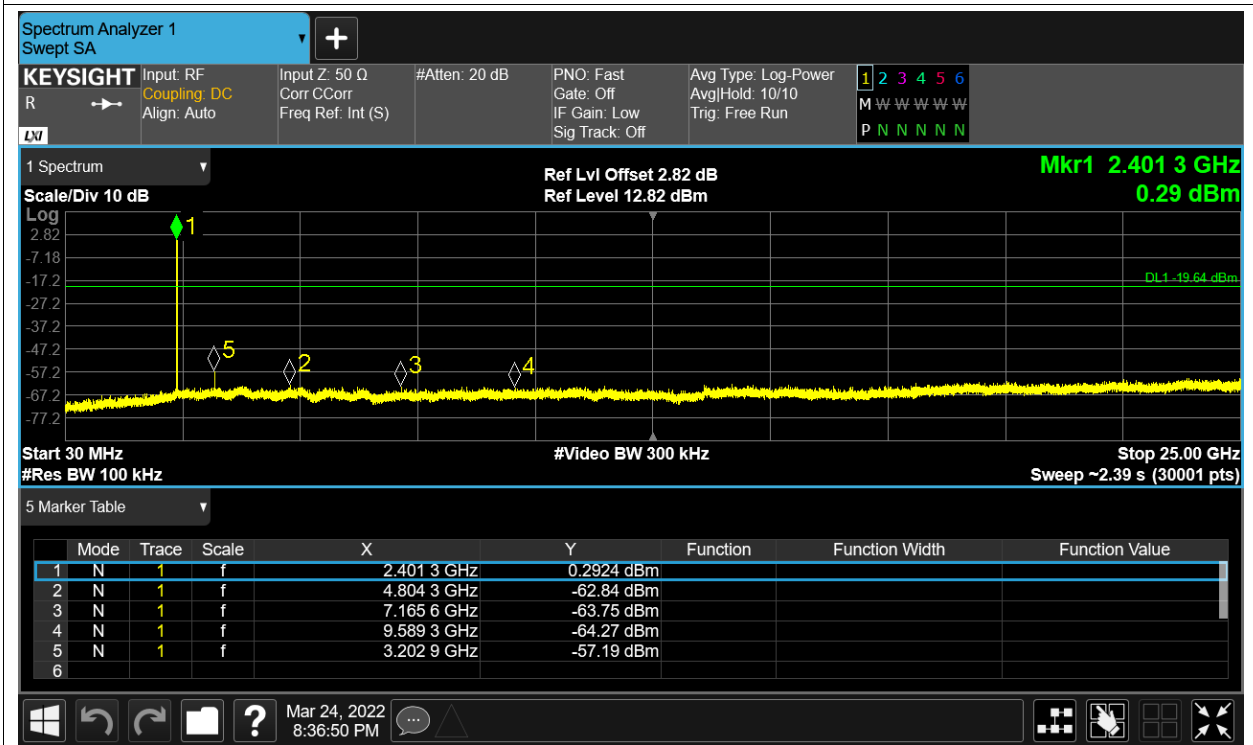 Spectrum Analyzer 1
Swept SA
KEYSIGHT Input: RF Input Z: 50 Ω #Atten: 20 dB PNO: Fast Avg Type: Log-Power 1 2 3 4 5 6
R Coupling: DC Corr CCorr Gate: Off Avg|Hold: 10/10 M W W W W W
Align: Auto Freq Ref: Int (S) IF Gain: Low Trig: Free Run
LXI Sig Track: Off P N N N N N
1 Spectrum Ref Lvl Offset 2.82 dB Mkr1 2.401 3 GHz
Scale/Div 10 dB Ref Level 12.82 dBm 0.29 dBm
Log
1
2.82
-7.18
-17.2 DL1 -19.64 dBm
-27.2
-37.2
-47.2 5
-57.2 2 3 4
-67.2
-77.2
Start 30 MHz #Video BW 300 kHz Stop 25.00 GHz
#Res BW 100 kHz Sweep ~2.39 s (30001 pts)
5 Marker Table
Mode Trace Scale X Y Function Function Width Function Value
1 N 1 f 2.401 3 GHz 0.2924 dBm
2 N 1 f 4.804 3 GHz -62.84 dBm
3 N 1 f 7.165 6 GHz -63.75 dBm
4 N 1 f 9.589 3 GHz -64.27 dBm
5 N 1 f 3.202 9 GHz -57.19 dBm
6
? Mar 24, 2022
8:36:50 PM